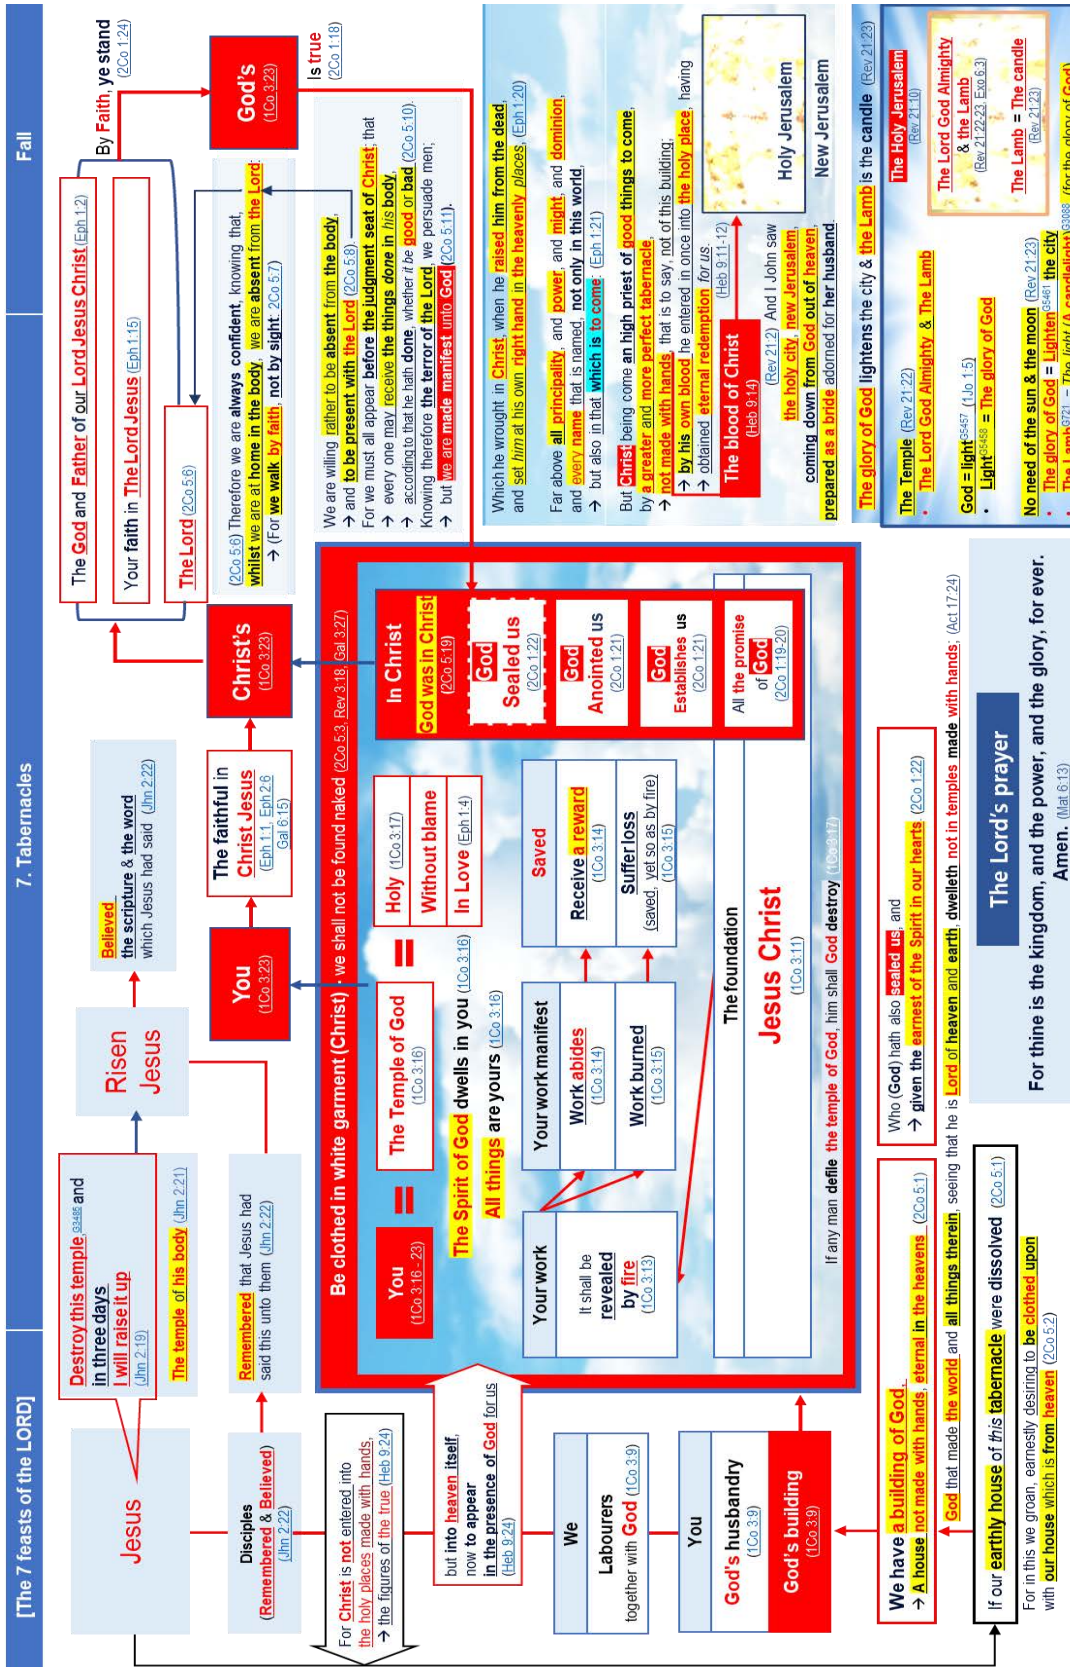 [The 7 feasts of the LORD]
7. Tabernacles
Fall
Jesus
Destroy this temple,G3485 and
in three days
I will raise it up
(Jhn 2:19)
The temple of his body (Jhn 2:21)
Risen
Jesus
Believed
the scripture & the word
which Jesus had said (Jhn 2:22)
Disciples
(Remembered & Believed)
(Jhn 2:22)
Remembered that Jesus had
said this unto them (Jhn 2:22)
You
(1Co 3:23)
The faithful in
Christ Jesus
(Eph 1:1, Eph 2:6
Gal 6:15)
Christ's
(1Co 3:23)
The God and Father of our Lord Jesus Christ (Eph 1:2)
Your faith in The Lord Jesus (Eph 1:15)
The Lord (2Co 5:6)
By Faith, ye stand
(2Co 1:24)
God's
(1Co 3:23)
Is true
(2Co 1:18)
(2Co 5:6) Therefore we are always confident, knowing that,
whilst we are at home in the body, we are absent from the Lord:
→ (For we walk by faith, not by sight: 2Co 5:7)
We are willing rather to be absent from the body,
→ and to be present with the Lord (2Co 5:8).
For we must all appear before the judgment seat of Christ; that
→ every one may receive the things done in his body,
→ according to that he hath done, whether it be good or bad (2Co 5:10).
Knowing therefore the terror of the Lord, we persuade men;
→ but we are made manifest unto God (2Co 5:11).
For Christ is not entered into
the holy places made with hands,
→ the figures of the true (Heb 9:24)
but into heaven itself,
now to appear
in the presence of God for us
(Heb 9:24)
We
Labourers
together with God (1Co 3:9)
You
God's husbandry
(1Co 3:9)
God's building
(1Co 3:9)
Be clothed in white garment (Christ) - we shall not be found naked (2Co 5:3, Rev 3:18, Gal 3:27)
You
(1Co 3:16 - 23)
=
The Temple of God
(1Co 3:16)
=
Holy (1Co 3:17)
Without blame
In Love (Eph 1:4)
The Spirit of God dwells in you (1Co 3:16)
All things are yours (1Co 3:16)
Your work
It shall be
revealed
by fire
(1Co 3:13)
Your work manifest
Work abides
(1Co 3:14)
Work burned
(1Co 3:15)
Saved
Receive a reward
(1Co 3:14)
Suffer loss
(saved, yet so as by fire)
(1Co 3:15)
The foundation
Jesus Christ
(1Co 3:11)
If any man defile the temple of God, him shall God destroy (1Co 3:17)
In Christ
God was in Christ
(2Co 5:19)
God
Sealed us
(2Co 1:22)
God
Anointed us
(2Co 1:21)
God
Establishes us
(2Co 1:21)
All the promise
of God
(2Co 1:19-20)
Which he wrought in Christ, when he raised him from the dead,
and set him at his own right hand in the heavenly places, (Eph 1:20)
Far above all principality, and power, and might, and dominion,
and every name that is named, not only in this world,
→ but also in that which is to come: (Eph 1:21)
But Christ being come an high priest of good things to come,
by a greater and more perfect tabernacle,
→ not made with hands, that is to say, not of this building;
→ by his own blood he entered in once into the holy place, having
→ obtained eternal redemption for us.
(Heb 9:11-12)
The blood of Christ
(Heb 9:14)
Holy Jerusalem
New Jerusalem
(Rev 21:2) And I John saw
the holy city, new Jerusalem,
coming down from God out of heaven,
prepared as a bride adorned for her husband.
We have a building of God,
→ A house not made with hands, eternal in the heavens (2Co 5:1)
Who (God) hath also sealed us, and
→ given the earnest of the Spirit in our hearts (2Co 1:22)
God that made the world and all things therein, seeing that he is Lord of heaven and earth, dwelleth not in temples made with hands; (Act 17:24)
If our earthly house of this tabernacle were dissolved (2Co 5:1)
For in this we groan, earnestly desiring to be clothed upon
with our house which is from heaven (2Co 5:2)
The Lord's prayer
For thine is the kingdom, and the power, and the glory, for ever.
Amen. (Mat 6:13)
The glory of God lightens the city & the Lamb is the candle (Rev 21:23)
The Temple (Rev 21:22)
• The Lord God Almighty & The Lamb
God = light G5457 (1Jo 1:5)
• Light G5458 = The glory of God
No need of the sun & the moon (Rev 21:23)
• The glory of God = Lighten G5461 the city
• The Lamb G721 = The light (A candlelight G3088 (for the glory of God)
The Holy Jerusalem
(Rev 21:10)
The Lord God Almighty
& the Lamb
(Rev 21:22-23, Exo 6:3)
The Lamb = The candle
(Rev 21:23)